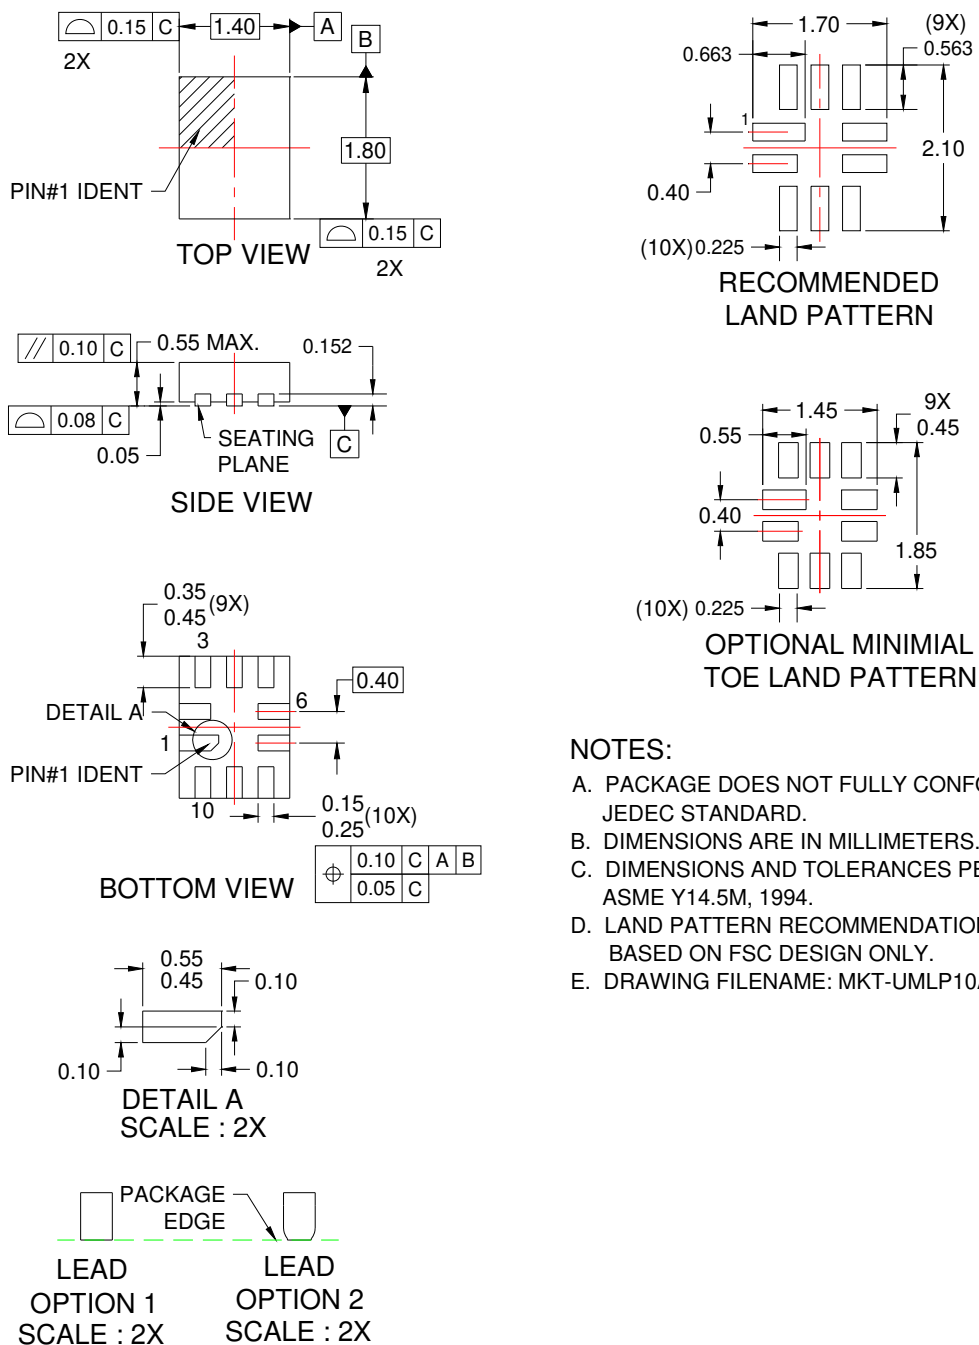 0.15 C
1.40
A
B
2X
1.80
PIN#1 IDENT
0.15 C
TOP VIEW
2X
1.70
(9X)
0.563
0.663
1
2.10
0.40
(10X) 0.225
RECOMMENDED
LAND PATTERN
// 0.10 C
0.55 MAX.
0.152
0.08 C
0.05
SEATING
PLANE
C
SIDE VIEW
1.45
9X
0.45
0.55
0.40
1.85
(10X) 0.225
OPTIONAL MINIMIAL
TOE LAND PATTERN
0.35
0.45 (9X)
3
0.40
6
DETAIL A
1
PIN#1 IDENT
10
0.15
0.25 (10X)
0.10 C A B
0.05 C
BOTTOM VIEW
NOTES:
A. PACKAGE DOES NOT FULLY CONFO
JEDEC STANDARD.
B. DIMENSIONS ARE IN MILLIMETERS.
C. DIMENSIONS AND TOLERANCES PE
ASME Y14.5M, 1994.
D. LAND PATTERN RECOMMENDATION
BASED ON FSC DESIGN ONLY.
E. DRAWING FILENAME: MKT-UMLP10A
0.55
0.45
0.10
0.10
0.10
DETAIL A
SCALE : 2X
PACKAGE
EDGE
LEAD
OPTION 1
SCALE : 2X
LEAD
OPTION 2
SCALE : 2X